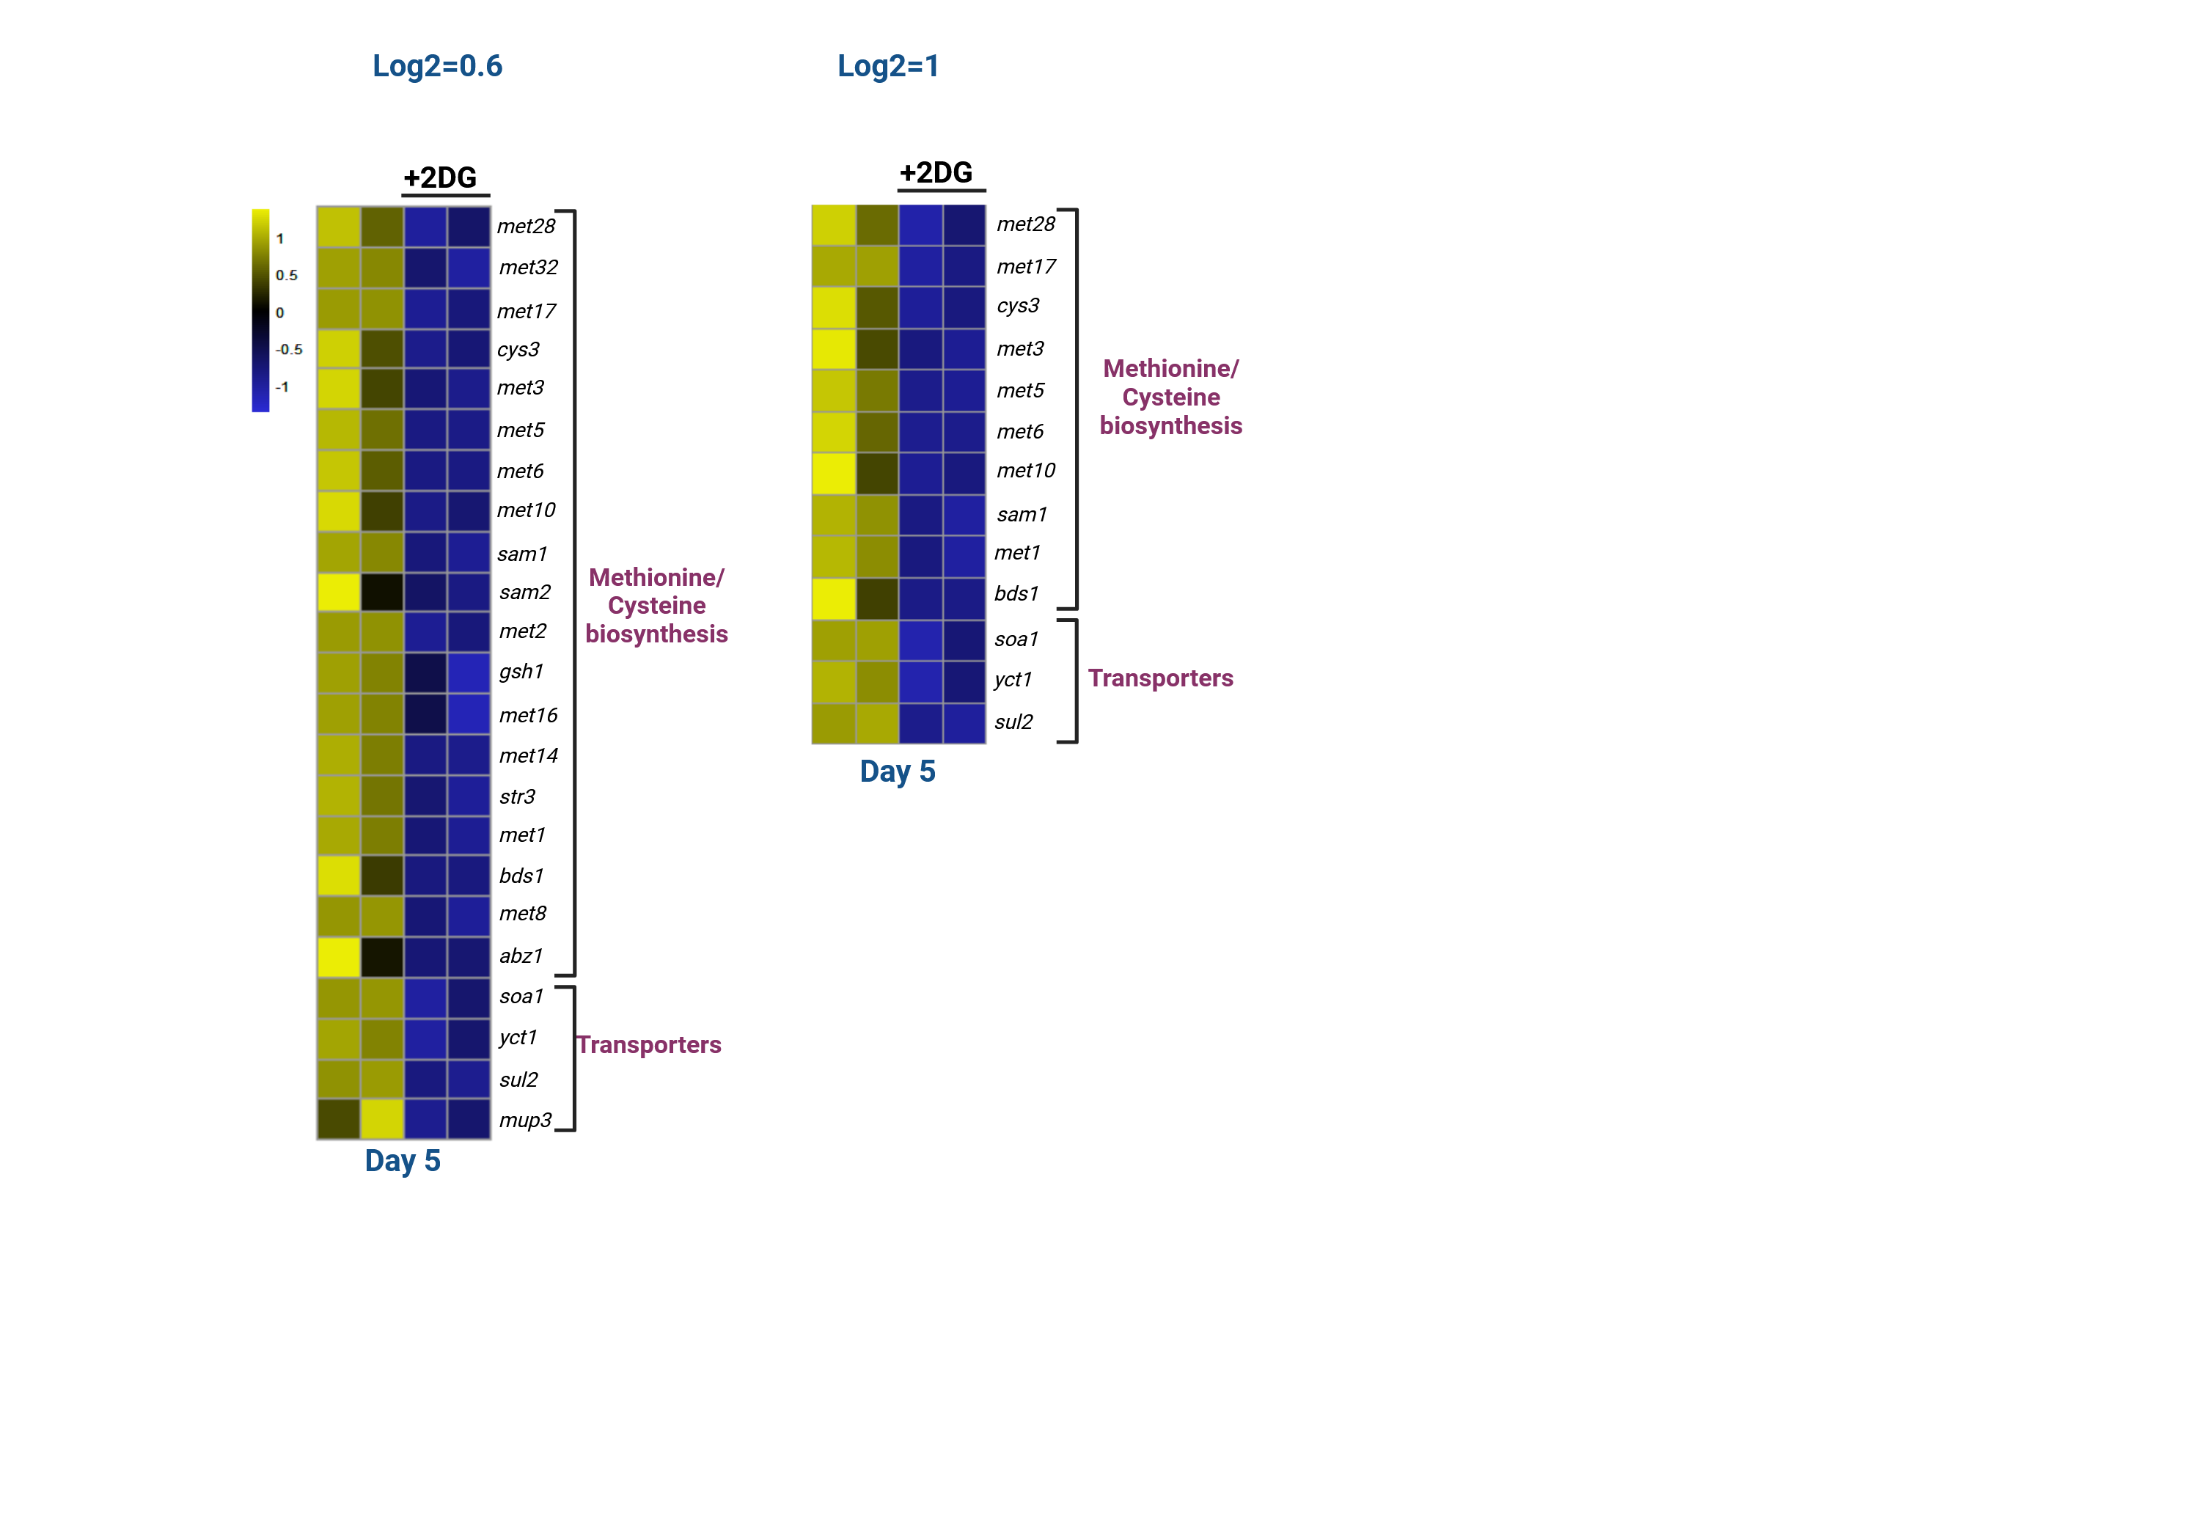 Log2=0.6
+2DG
1
0.5
0
-0.5
-1
met28
met32
met17
cys3
met3
met5
met6
met10
sam1
sam2
met2
gsh1
met16
met14
str3
met1
bds1
met8
abz1
soa1
yct1
sul2
mup3
Methionine/
Cysteine
biosynthesis
Transporters
Day 5
Log2=1
+2DG
met28
met17
cys3
met3
met5
met6
met10
sam1
met1
bds1
soa1
yct1
sul2
Methionine/
Cysteine
biosynthesis
Transporters
Day 5